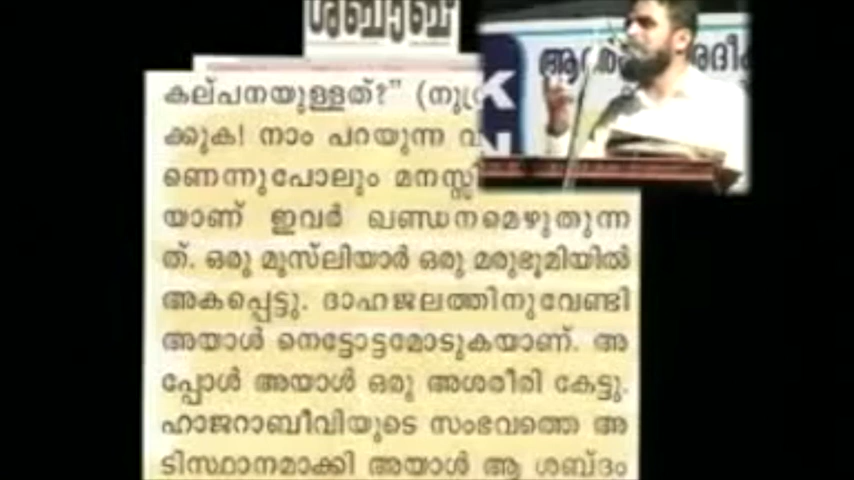 ശബാബ്
കല്പനയുള്ളത്?" (നു
ക്കുക! നാം പറയുന്ന
ണെന്നുപോലും
യാണ് ഇവർ ഖണ്ഡനമെഴുതുന്ന
ത്. ഒരു മുസ്‌ലിയാർ ഒരു മരുഭൂമിയിൽ
അകപ്പെട്ടു. ദാഹജലത്തിനുവേണ്ടി
അയാൾ നെട്ടോട്ടമോടുകയാണ്. അ
പ്പോൾ അയാൾ ഒരു അശരീരി കേട്ടു.
ഹാജറാബീവിയുടെ സംഭവത്തെ അ
ടിസ്ഥാനമാക്കി അയാൾ ആ ശബ്ദം
K
N